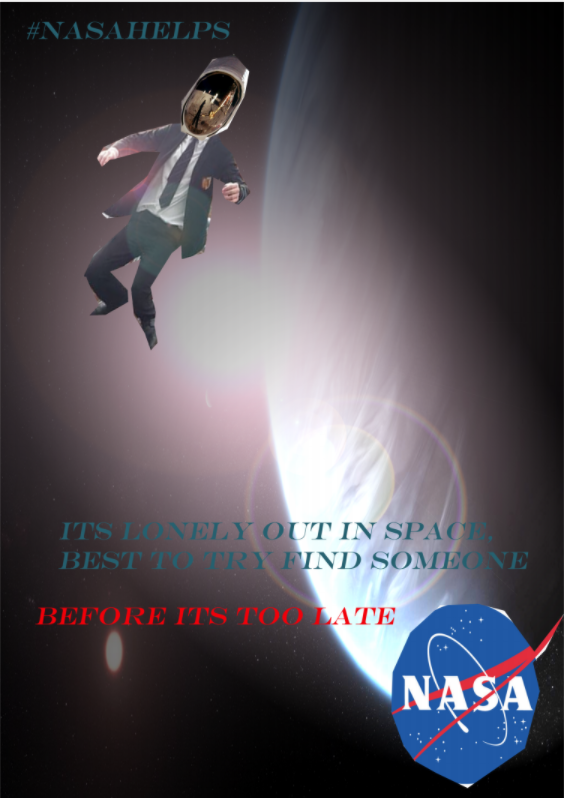 #NASAHELPS
ITS LONELY OUT IN SPACE,
BEST TO TRY FIND SOMEONE
BEFORE ITS TOO LATE
NASA